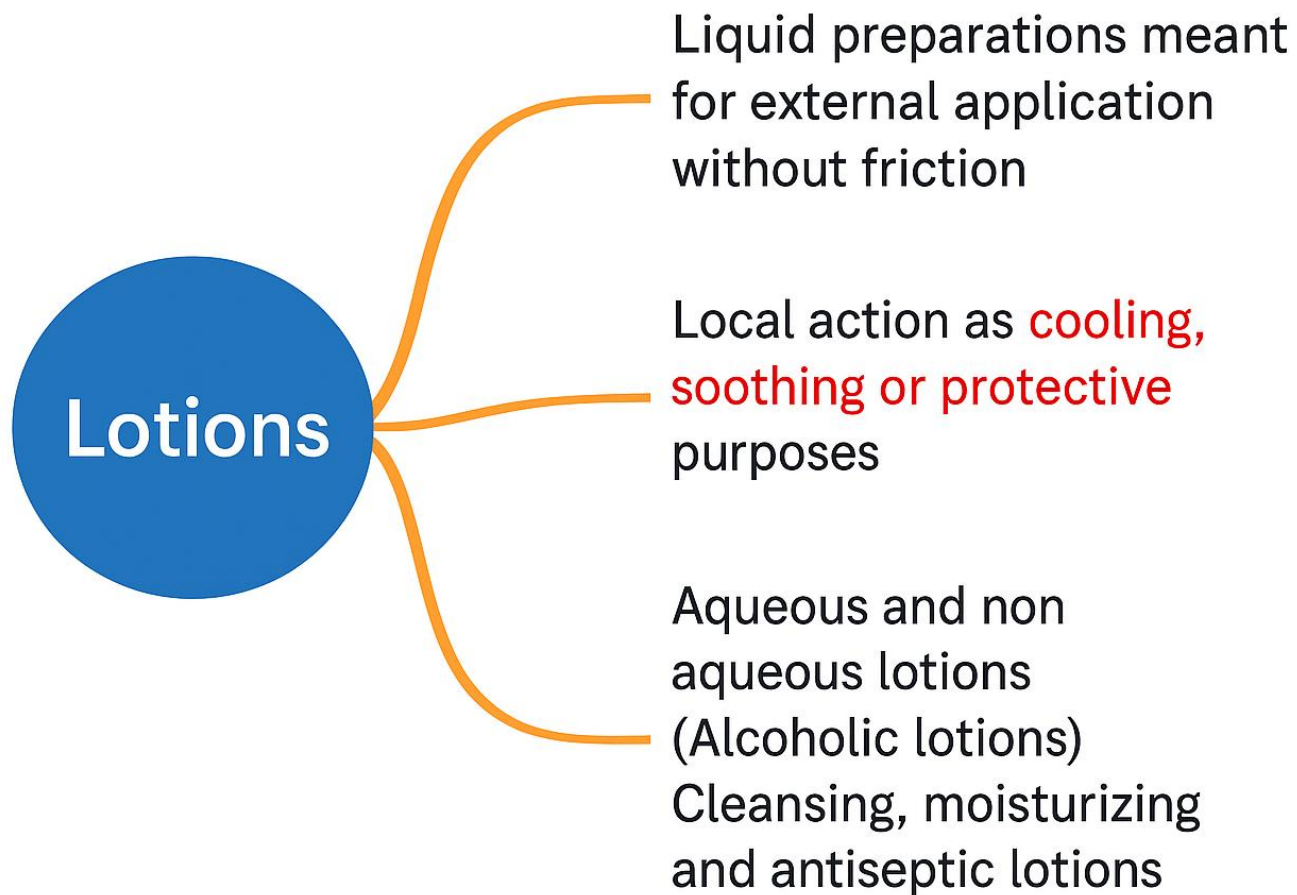 Lotions
Liquid preparations meant
for external application
without friction
Local action as cooling,
soothing or protective
purposes
Aqueous and non
aqueous lotions
(Alcoholic lotions)
Cleansing, moisturizing
and antiseptic lotions